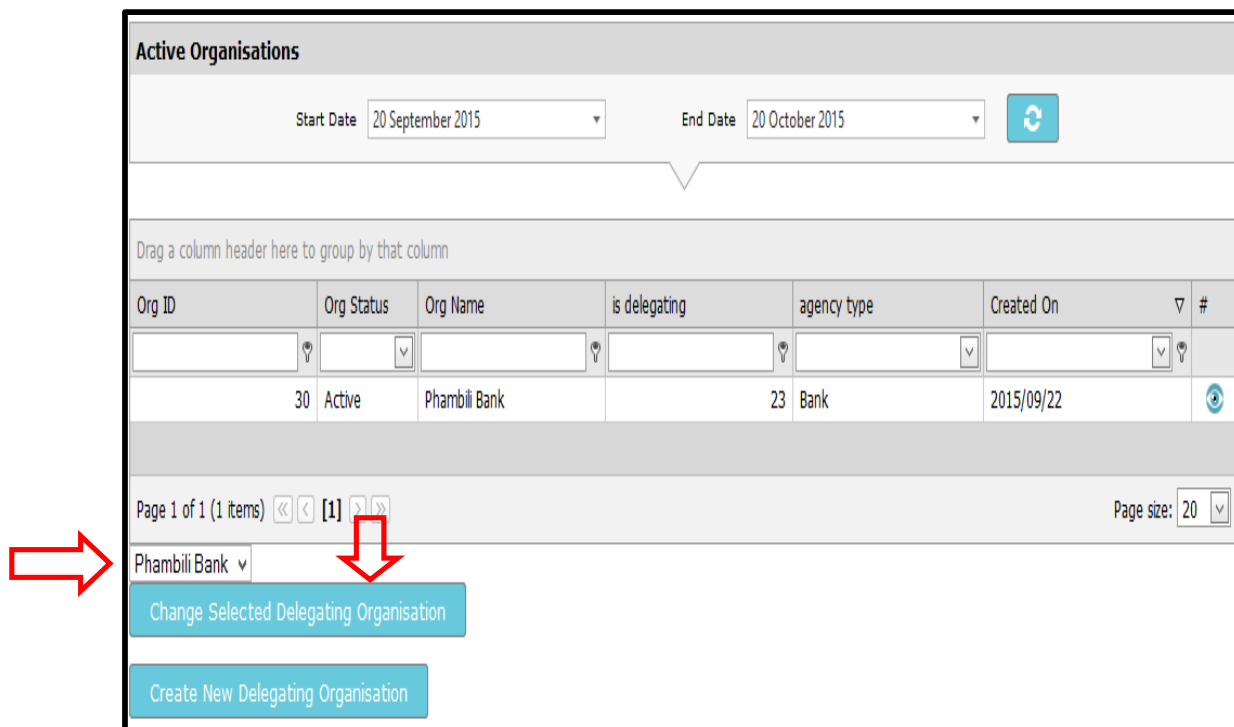 Active Organisations
Start Date 20 September 2015 End Date 20 October 2015
Drag a column header here to group by that column
Org ID Org Status Org Name is delegating agency type Created On #
30 Active Phambili Bank 23 Bank 2015/09/22
Page 1 of 1 (1 items) [1] Page size: 20
Phambili Bank
Change Selected Delegating Organisation
Create New Delegating Organisation